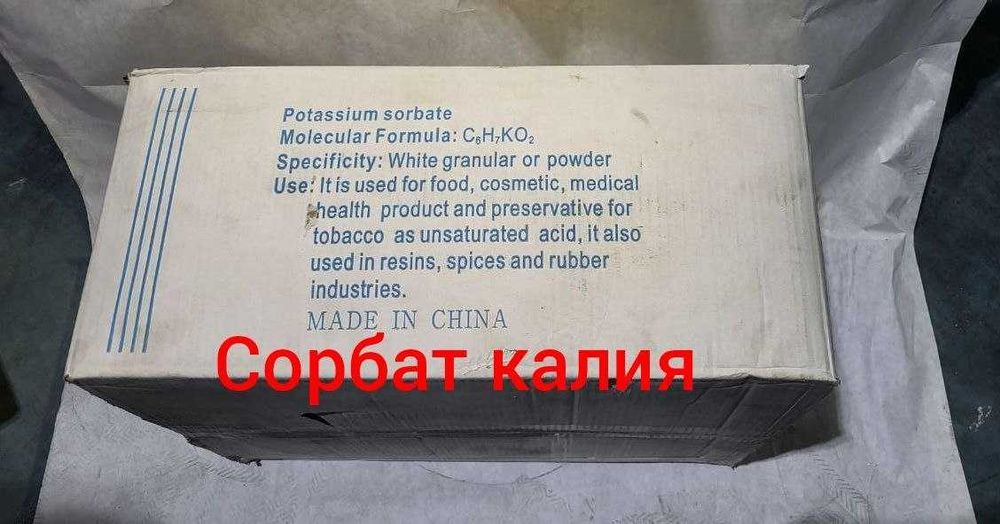 Potassium sorbate
Molecular Formula: C₆H₇KO₂
Specificity: White granular or powder
Use: It is used for food, cosmetic, medical
health product and preservative for
tobacco as unsaturated acid, it also
used in resins, spices and rubber
industries.
MADE IN CHINA
Сорбат калия